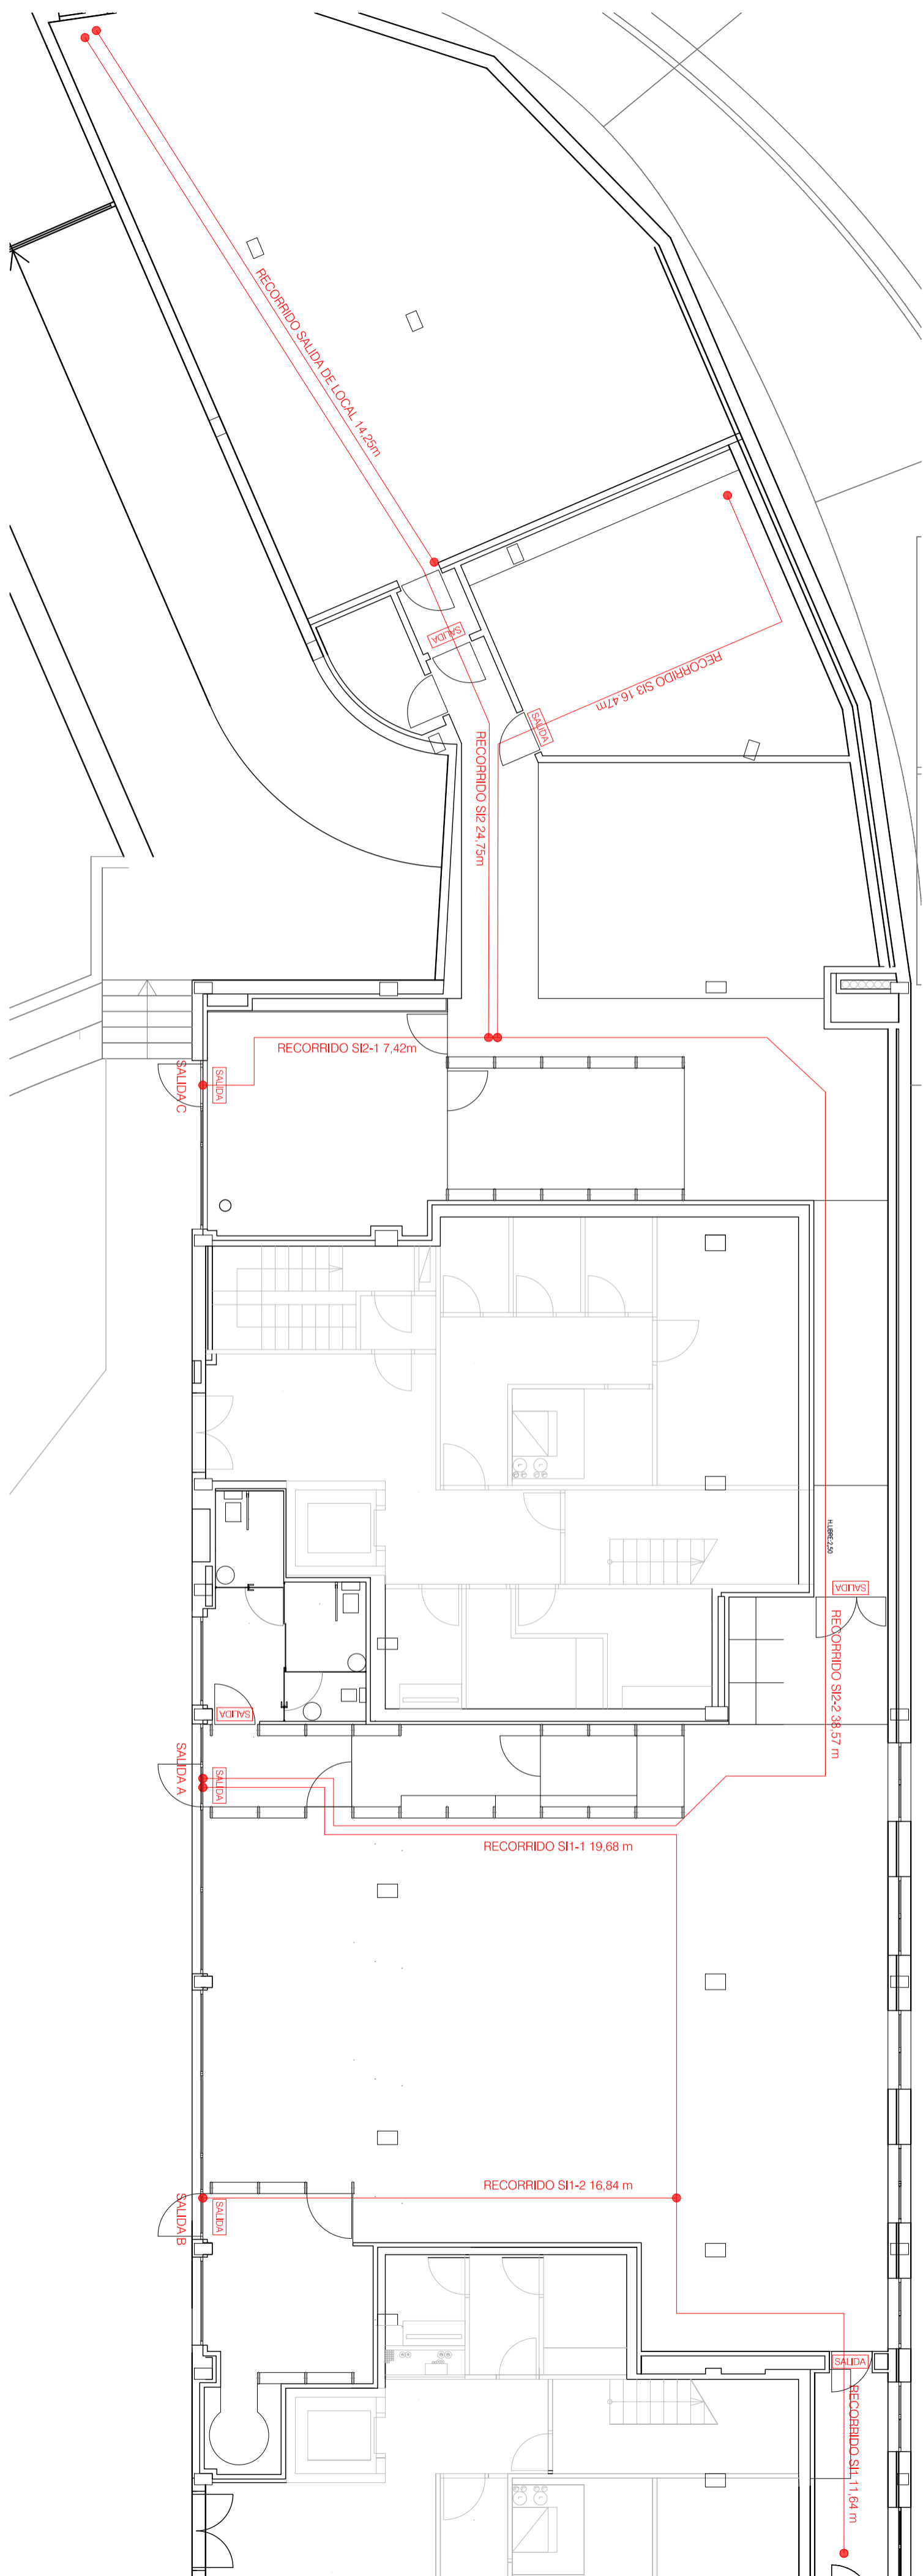 RECORRIDO SALIDA DE LOCAL 14,25m
SALIDA
RECORRIDO SI3 16,47m
SALIDA
RECORRIDO SI2 24,75m
RECORRIDO SI2-1 7,42m
SALIDA
SALIDA C
H.LIBRE:2,50
SALIDA
RECORRIDO SI2-2 38,57 m
SALIDA
SALIDA
SALIDA A
RECORRIDO SI1-1 19,68 m
RECORRIDO SI1-2 16,84 m
SALIDA
SALIDA B
SALIDA
RECORRIDO SI1 11,64 m